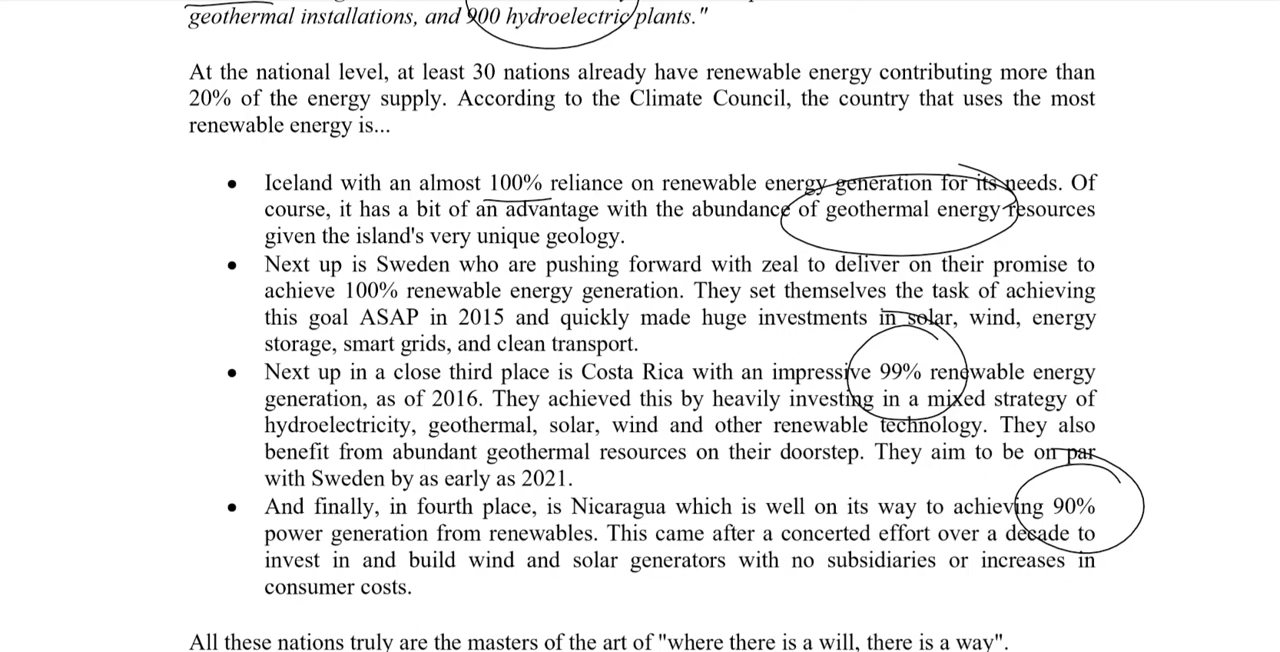 geothermal installations, and 900 hydroelectric plants."
At the national level, at least 30 nations already have renewable energy contributing more than
20% of the energy supply. According to the Climate Council, the country that uses the most
renewable energy is...
• Iceland with an almost 100% reliance on renewable energy generation for its needs. Of
course, it has a bit of an advantage with the abundance of geothermal energy resources
given the island's very unique geology.
• Next up is Sweden who are pushing forward with zeal to deliver on their promise to
achieve 100% renewable energy generation. They set themselves the task of achieving
this goal ASAP in 2015 and quickly made huge investments in solar, wind, energy
storage, smart grids, and clean transport.
• Next up in a close third place is Costa Rica with an impressive 99% renewable energy
generation, as of 2016. They achieved this by heavily investing in a mixed strategy of
hydroelectricity, geothermal, solar, wind and other renewable technology. They also
benefit from abundant geothermal resources on their doorstep. They aim to be on par
with Sweden by as early as 2021.
• And finally, in fourth place, is Nicaragua which is well on its way to achieving 90%
power generation from renewables. This came after a concerted effort over a decade to
invest in and build wind and solar generators with no subsidiaries or increases in
consumer costs.
All these nations truly are the masters of the art of "where there is a will, there is a way".